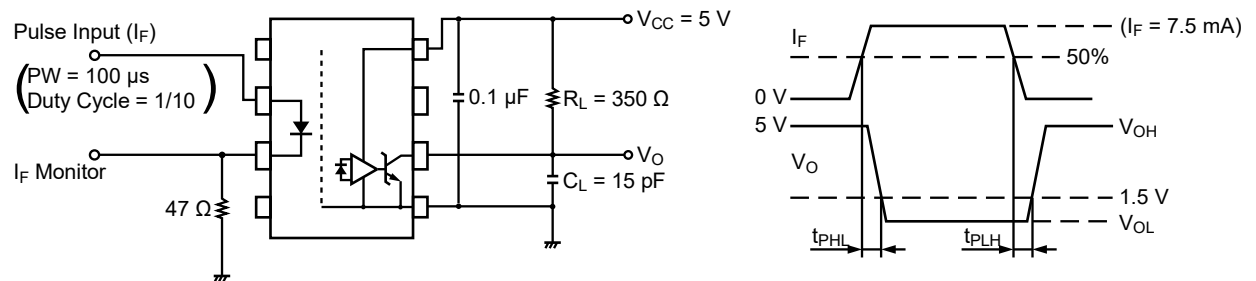 Pulse Input (IF)
(PW = 100 μs
Duty Cycle = 1/10)
IF Monitor
47 Ω
VCC = 5 V
0.1 μF
RL = 350 Ω
VO
CL = 15 pF
IF
(IF = 7.5 mA)
50%
0 V
5 V
VOH
VO
1.5 V
VOL
tPHL
tPLH